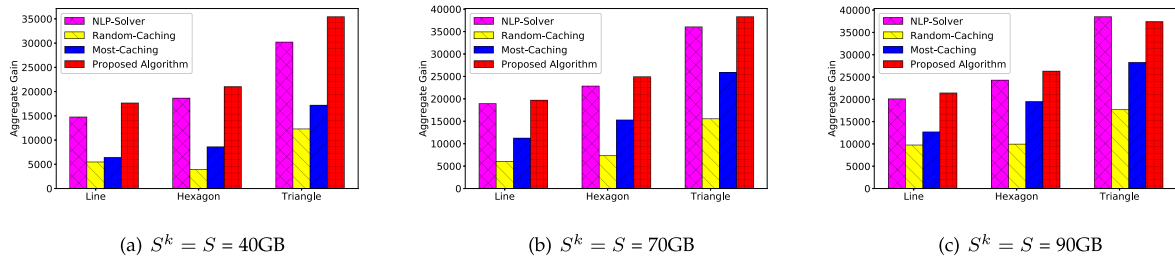 Aggregate Gain
35000
30000
25000
20000
15000
10000
5000
0
NLP-Solver
Random-Caching
Most-Caching
Proposed Algorithm
Line Hexagon Triangle
(a) S^k = S = 40GB
Aggregate Gain
40000
35000
30000
25000
20000
15000
10000
5000
0
NLP-Solver
Random-Caching
Most-Caching
Proposed Algorithm
Line Hexagon Triangle
(b) S^k = S = 70GB
Aggregate Gain
40000
35000
30000
25000
20000
15000
10000
5000
0
NLP-Solver
Random-Caching
Most-Caching
Proposed Algorithm
Line Hexagon Triangle
(c) S^k = S = 90GB